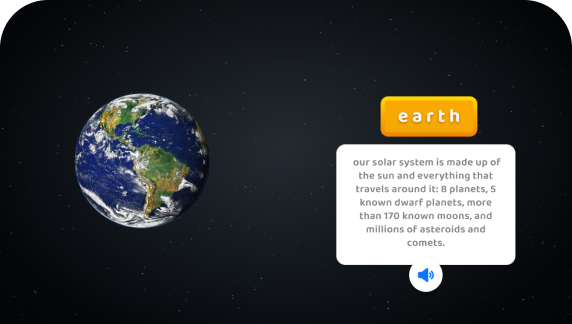 earth
our solar system is made up of
the sun and everything that
travels around it: 8 planets, 5
known dwarf planets, more
than 170 known moons, and
millions of asteroids and
comets.